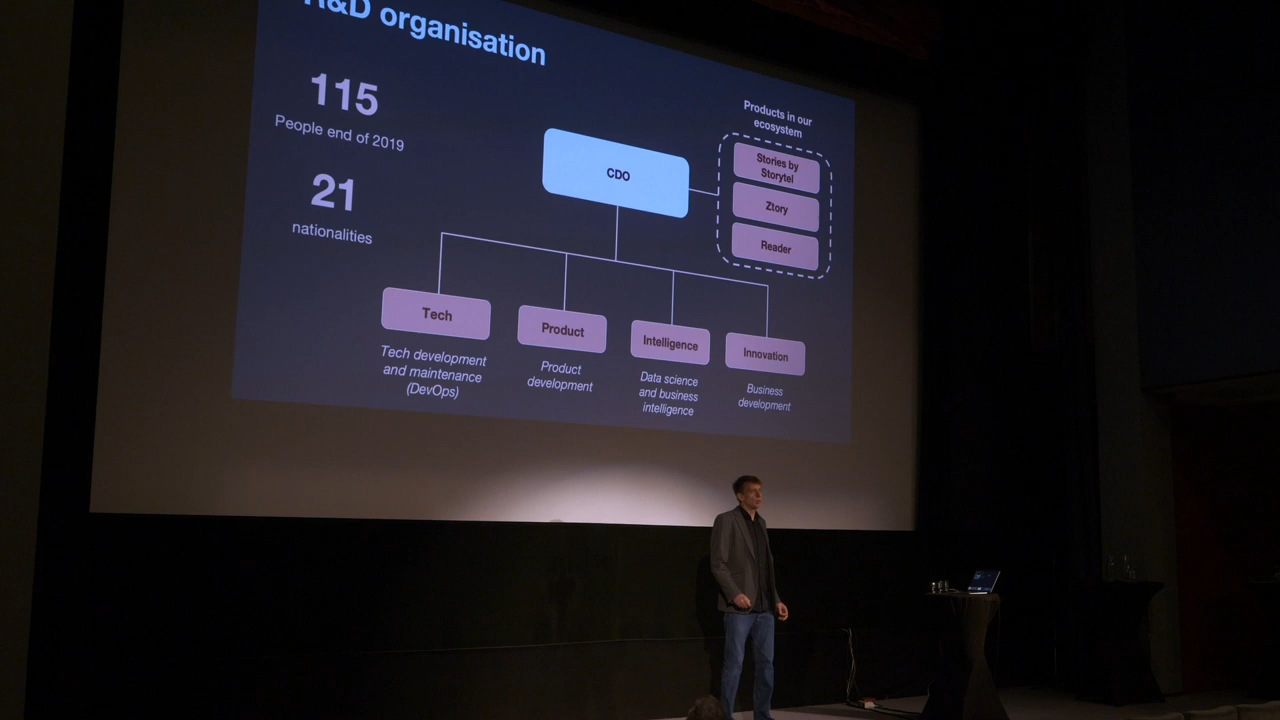 R&D organisation
115
People end of 2019
21
nationalities
CDO
Products in our
ecosystem
Stories by
Storytel
Ztory
Reader
Tech
Tech development
and maintenance
(DevOps)
Product
Product
development
Intelligence
Data science
and business
intelligence
Innovation
Business
development